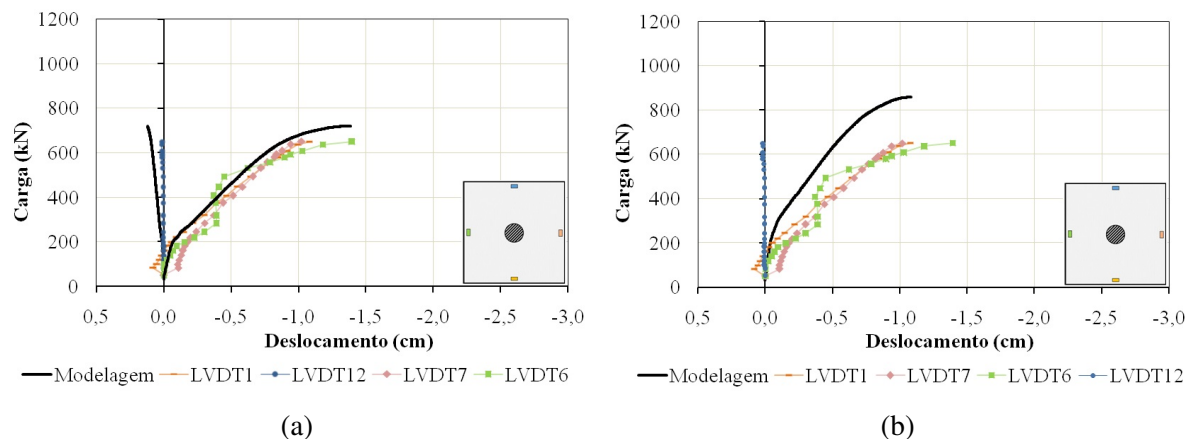 1200
1000
800
600
400
200
0
Carga (kN)
0,5 0,0 -0,5 -1,0 -1,5 -2,0 -2,5 -3,0
Deslocamento (cm)
Modelagem LVDT1 LVDT12 LVDT7 LVDT6
(a)
1200
1000
800
600
400
200
0
Carga (kN)
0,5 0,0 -0,5 -1,0 -1,5 -2,0 -2,5 -3,0
Deslocamento (cm)
Modelagem LVDT1 LVDT7 LVDT6 LVDT12
(b)